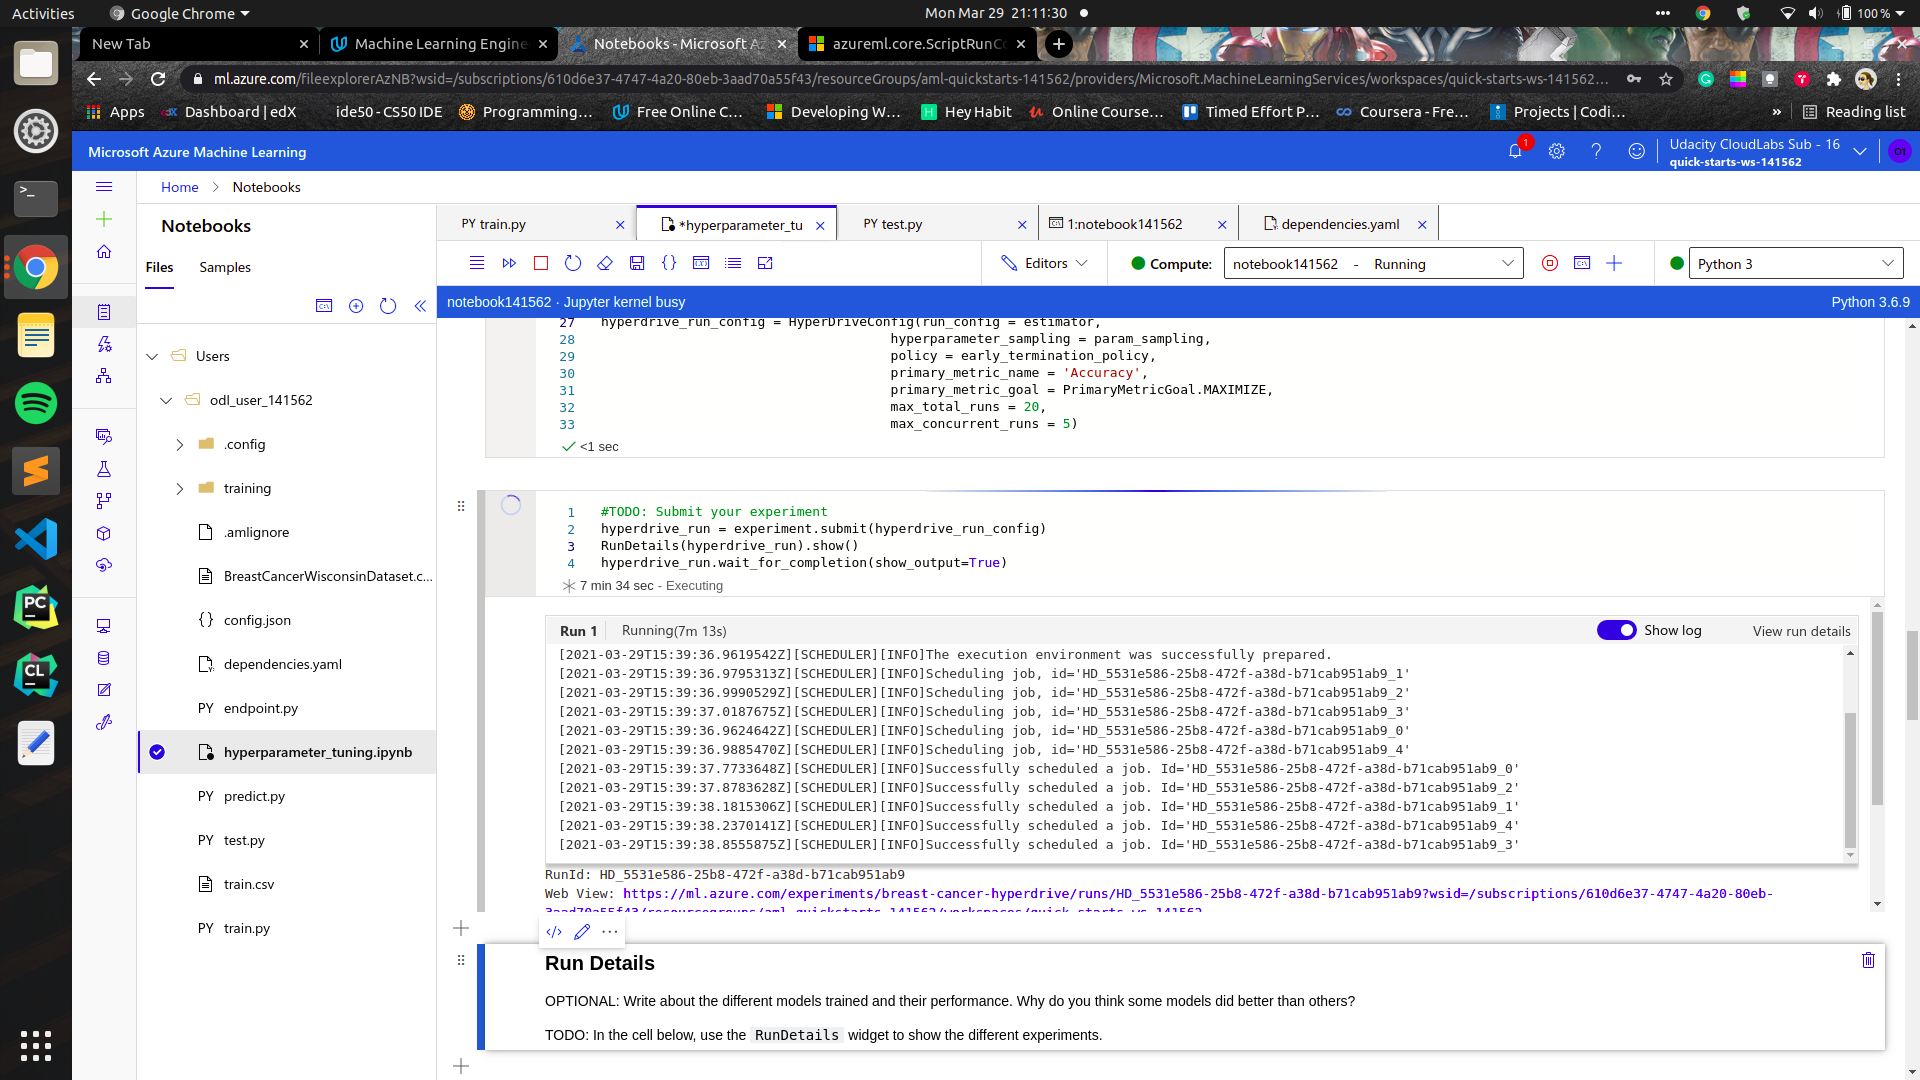 Activities
Google Chrome
Mon Mar 29 21:11:30
100 %
New Tab
Machine Learning Engine
Notebooks - Microsoft Az
azureml.core.ScriptRunCo
ml.azure.com/fileexplorerAzNB?wsid=/subscriptions/610d6e37-4747-4a20-80eb-3aad70a55f43/resourceGroups/aml-quickstarts-141562/providers/Microsoft.MachineLearningServices/workspaces/quick-starts-ws-141562...
Apps
Dashboard | edX
ide50 - CS50 IDE
Programming...
Free Online C...
Developing W...
Hey Habit
Online Course...
Timed Effort P...
Coursera - Fre...
Projects | Codi...
»
Reading list
Microsoft Azure Machine Learning
1
Udacity CloudLabs Sub - 16
quick-starts-ws-141562
Home
Notebooks
Notebooks
Files
Samples
Users
odl_user_141562
.config
training
.amlignore
BreastCancerWisconsinDataset.c...
{} config.json
dependencies.yaml
PY endpoint.py
hyperparameter_tuning.ipynb
PY predict.py
PY test.py
train.csv
PY train.py
PY train.py
*hyperparameter_tu
PY test.py
1:notebook141562
dependencies.yaml
Editors
Compute:
notebook141562 - Running
Python 3
notebook141562 · Jupyter kernel busy
Python 3.6.9
27 hyperdrive_run_config = HyperDriveConfig(run_config = estimator,
28 hyperparameter_sampling = param_sampling,
29 policy = early_termination_policy,
30 primary_metric_name = 'Accuracy',
31 primary_metric_goal = PrimaryMetricGoal.MAXIMIZE,
32 max_total_runs = 20,
33 max_concurrent_runs = 5)
<1 sec
1 #TODO: Submit your experiment
2 hyperdrive_run = experiment.submit(hyperdrive_run_config)
3 RunDetails(hyperdrive_run).show()
4 hyperdrive_run.wait_for_completion(show_output=True)
7 min 34 sec - Executing
Run 1
Running(7m 13s)
Show log
View run details
[2021-03-29T15:39:36.9619542Z][SCHEDULER][INFO]The execution environment was successfully prepared.
[2021-03-29T15:39:36.9795313Z][SCHEDULER][INFO]Scheduling job, id='HD_5531e586-25b8-472f-a38d-b71cab951ab9_1'
[2021-03-29T15:39:36.9990529Z][SCHEDULER][INFO]Scheduling job, id='HD_5531e586-25b8-472f-a38d-b71cab951ab9_2'
[2021-03-29T15:39:37.0187675Z][SCHEDULER][INFO]Scheduling job, id='HD_5531e586-25b8-472f-a38d-b71cab951ab9_3'
[2021-03-29T15:39:36.9624642Z][SCHEDULER][INFO]Scheduling job, id='HD_5531e586-25b8-472f-a38d-b71cab951ab9_0'
[2021-03-29T15:39:36.9885470Z][SCHEDULER][INFO]Scheduling job, id='HD_5531e586-25b8-472f-a38d-b71cab951ab9_4'
[2021-03-29T15:39:37.7733648Z][SCHEDULER][INFO]Successfully scheduled a job. Id='HD_5531e586-25b8-472f-a38d-b71cab951ab9_0'
[2021-03-29T15:39:37.8783628Z][SCHEDULER][INFO]Successfully scheduled a job. Id='HD_5531e586-25b8-472f-a38d-b71cab951ab9_2'
[2021-03-29T15:39:38.1815306Z][SCHEDULER][INFO]Successfully scheduled a job. Id='HD_5531e586-25b8-472f-a38d-b71cab951ab9_1'
[2021-03-29T15:39:38.2370141Z][SCHEDULER][INFO]Successfully scheduled a job. Id='HD_5531e586-25b8-472f-a38d-b71cab951ab9_4'
[2021-03-29T15:39:38.8555875Z][SCHEDULER][INFO]Successfully scheduled a job. Id='HD_5531e586-25b8-472f-a38d-b71cab951ab9_3'
RunId: HD_5531e586-25b8-472f-a38d-b71cab951ab9
Web View: https://ml.azure.com/experiments/breast-cancer-hyperdrive/runs/HD_5531e586-25b8-472f-a38d-b71cab951ab9?wsid=/subscriptions/610d6e37-4747-4a20-80eb-
3aad70a55f43/resourcegroups/aml-quickstarts-141562/workspaces/quick-starts-ws-141562
Run Details
OPTIONAL: Write about the different models trained and their performance. Why do you think some models did better than others?
TODO: In the cell below, use the RunDetails widget to show the different experiments.